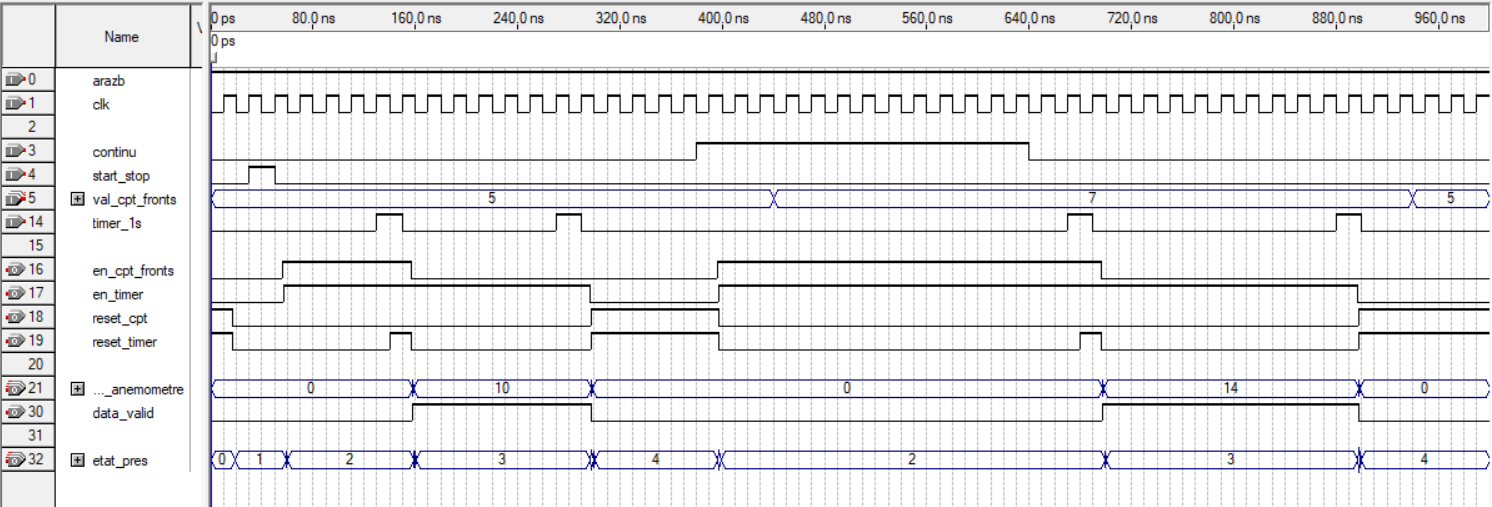 0 ps 80.0 ns 160.0 ns 240.0 ns 320.0 ns 400.0 ns 480.0 ns 560.0 ns 640.0 ns 720.0 ns 800.0 ns 880.0 ns 960.0 ns
Name
0 ps
0 arazb
1 clk
2
3 continu
4 start_stop
5 val_cpt_fronts 5 7 5
14 timer_1s
15
16 en_cpt_fronts
17 en_timer
18 reset_cpt
19 reset_timer
20
21 ..._anemometre 0 10 0 14 0
30 data_valid
31
32 etat_pres 0 1 2 3 4 2 3 4